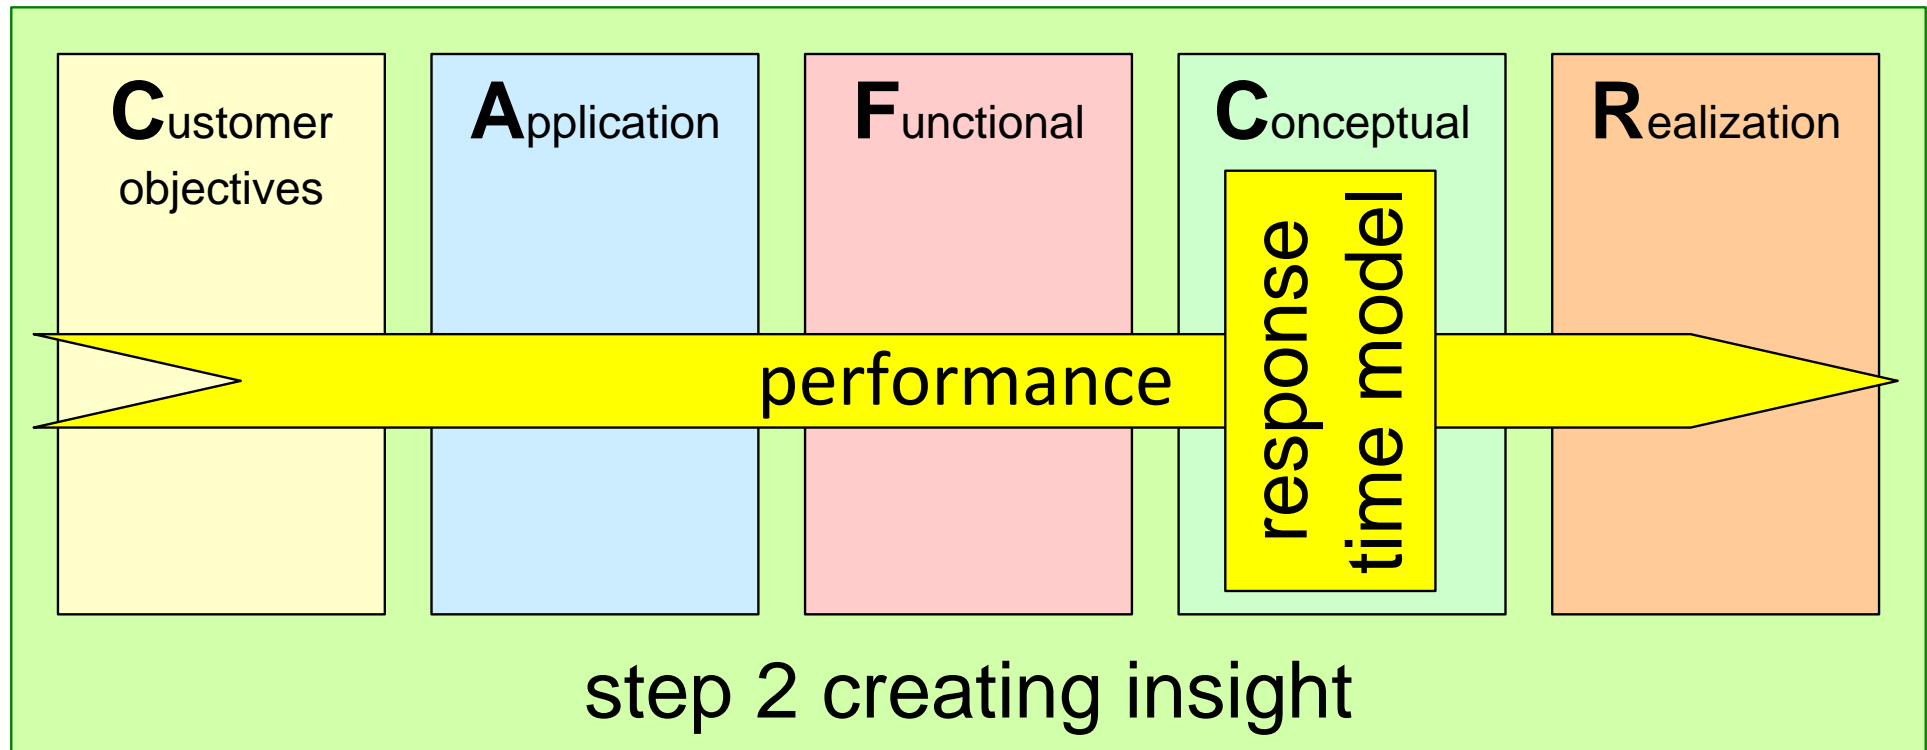 Customer
objectives
Application
Functional
Conceptual
Realization
performance
response
time model
step 2 creating insight